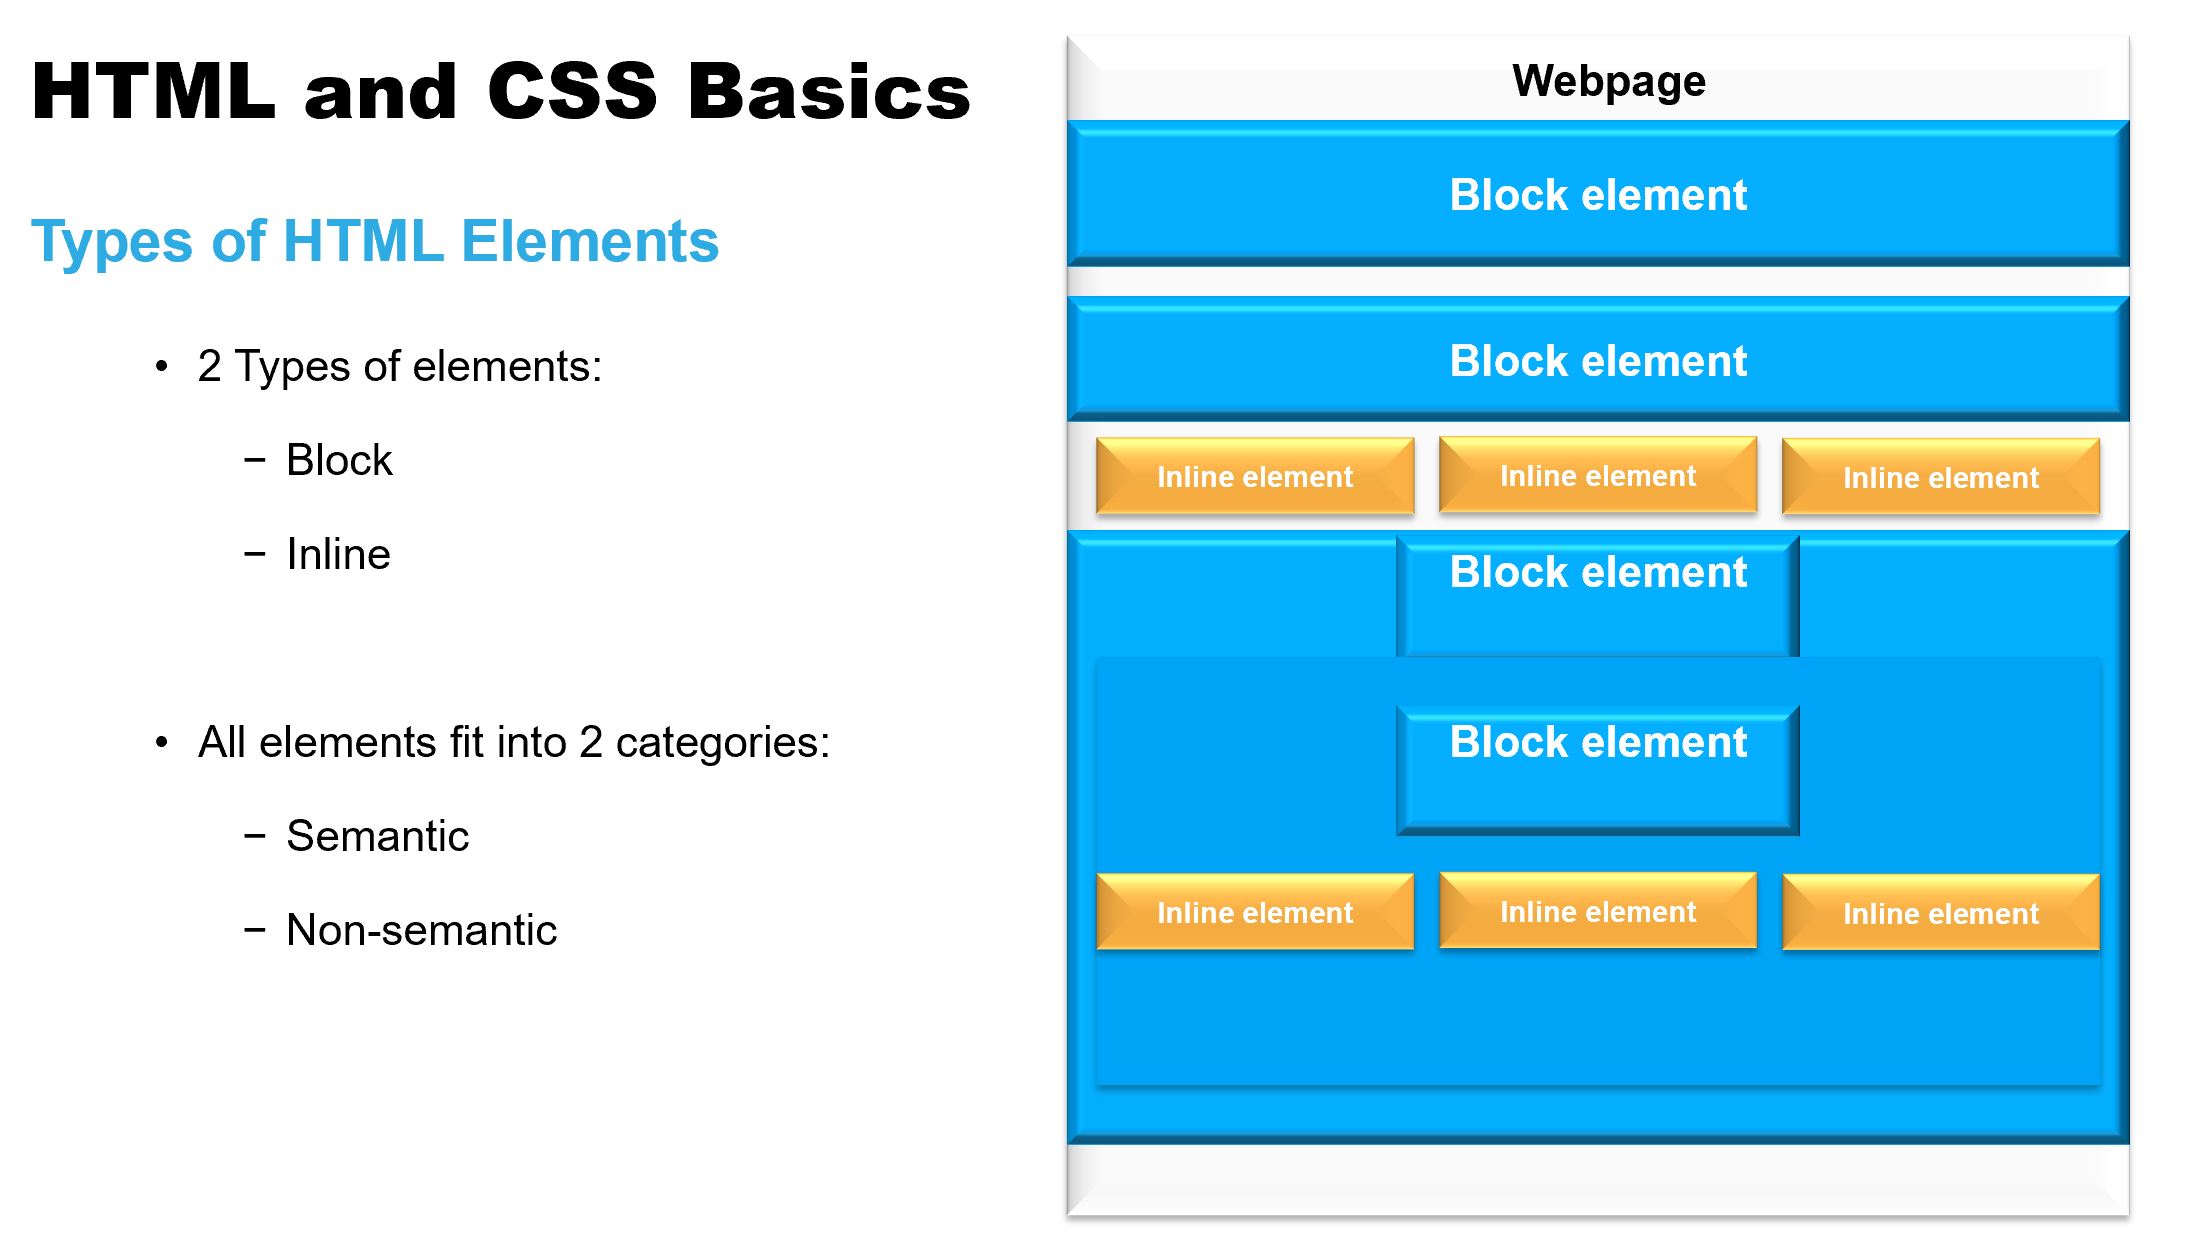 HTML and CSS Basics
Types of HTML Elements
• 2 Types of elements:
− Block
− Inline
• All elements fit into 2 categories:
− Semantic
− Non-semantic
Webpage
Block element
Block element
Inline element Inline element Inline element
Block element
Block element
Inline element Inline element Inline element